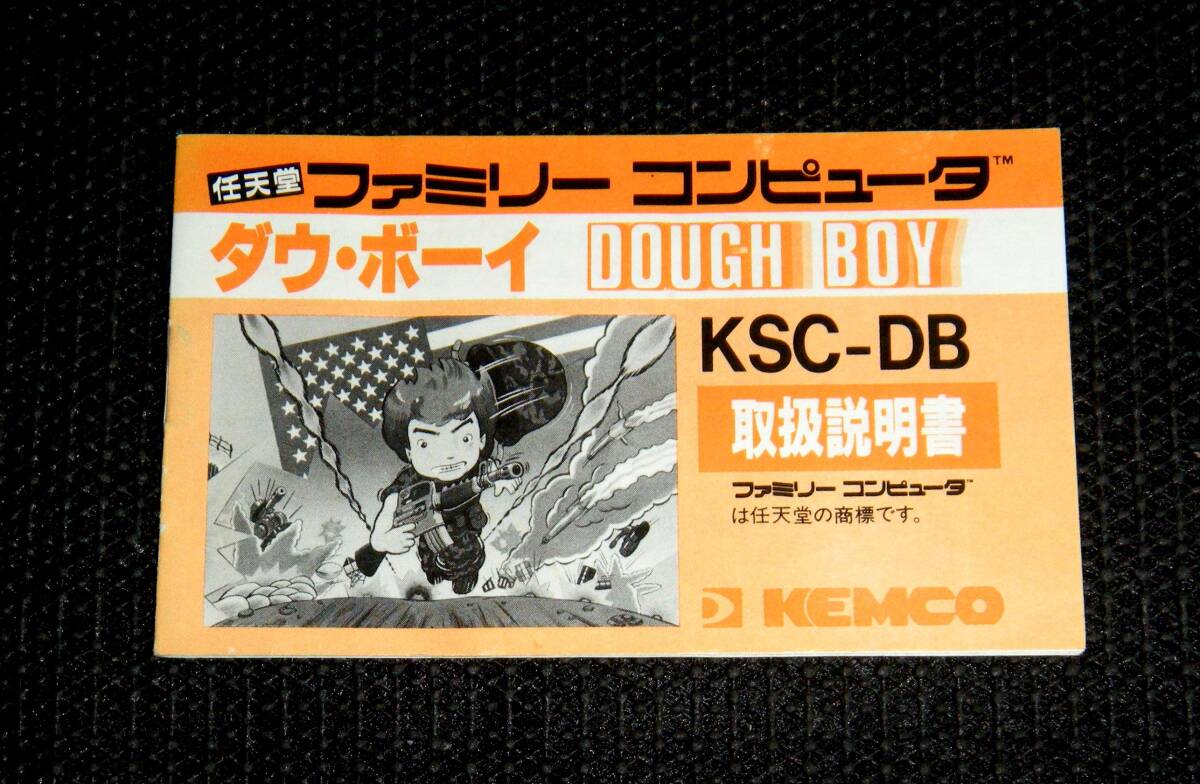 任天堂 ファミリー コンピュータ™
ダウ・ボーイ DOUGH BOY
KSC-DB
取扱説明書
ファミリー コンピュータ™
は任天堂の商標です。
KEMCO